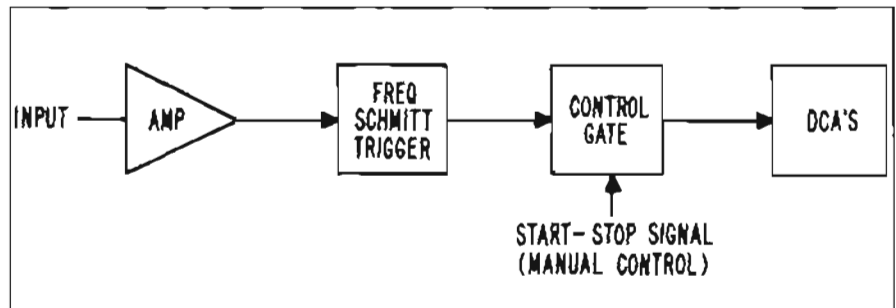 INPUT
AMP
FREQ
SCHMITT
TRIGGER
CONTROL
GATE
DCA'S
START-STOP SIGNAL
(MANUAL CONTROL)